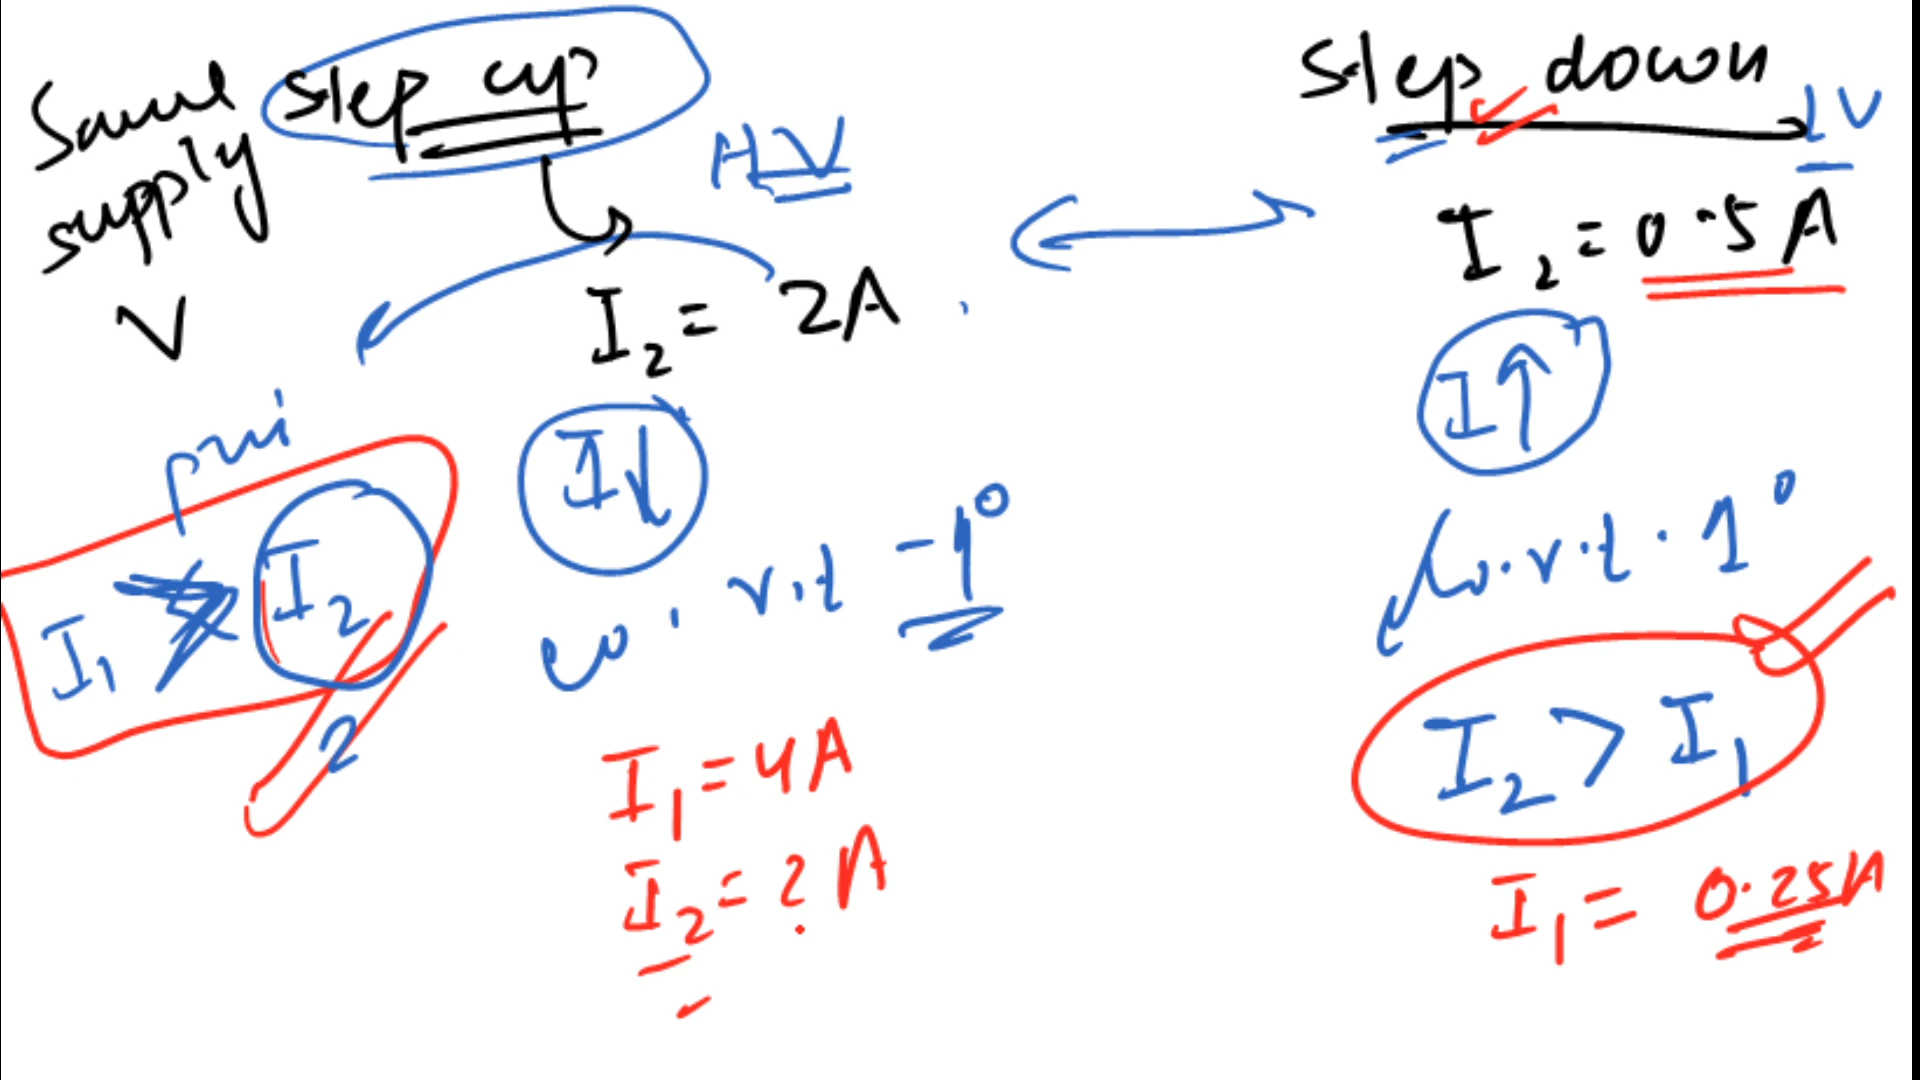 Same
supply
V
step up
HV
I₂ = 2A
pri
I₁ I₂
2
I↓
w.r.t 1°
I₁ = 4A
I₂ = ? A
step down
LV
I₂ = 0.5A
I↑
w.r.t. 1°
I₂ > I₁
I₁ = 0.25A